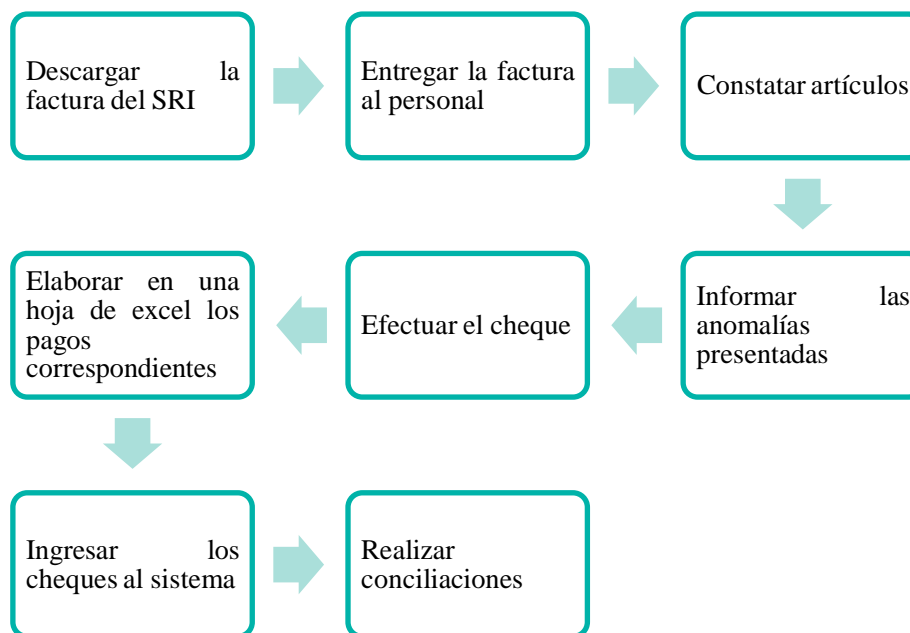 Descargar la
factura del SRI
Entregar la factura
al personal
Constatar artículos
Informar las
anomalías
presentadas
Efectuar el cheque
Elaborar en una
hoja de excel los
pagos
correspondientes
Ingresar los
cheques al sistema
Realizar
conciliaciones